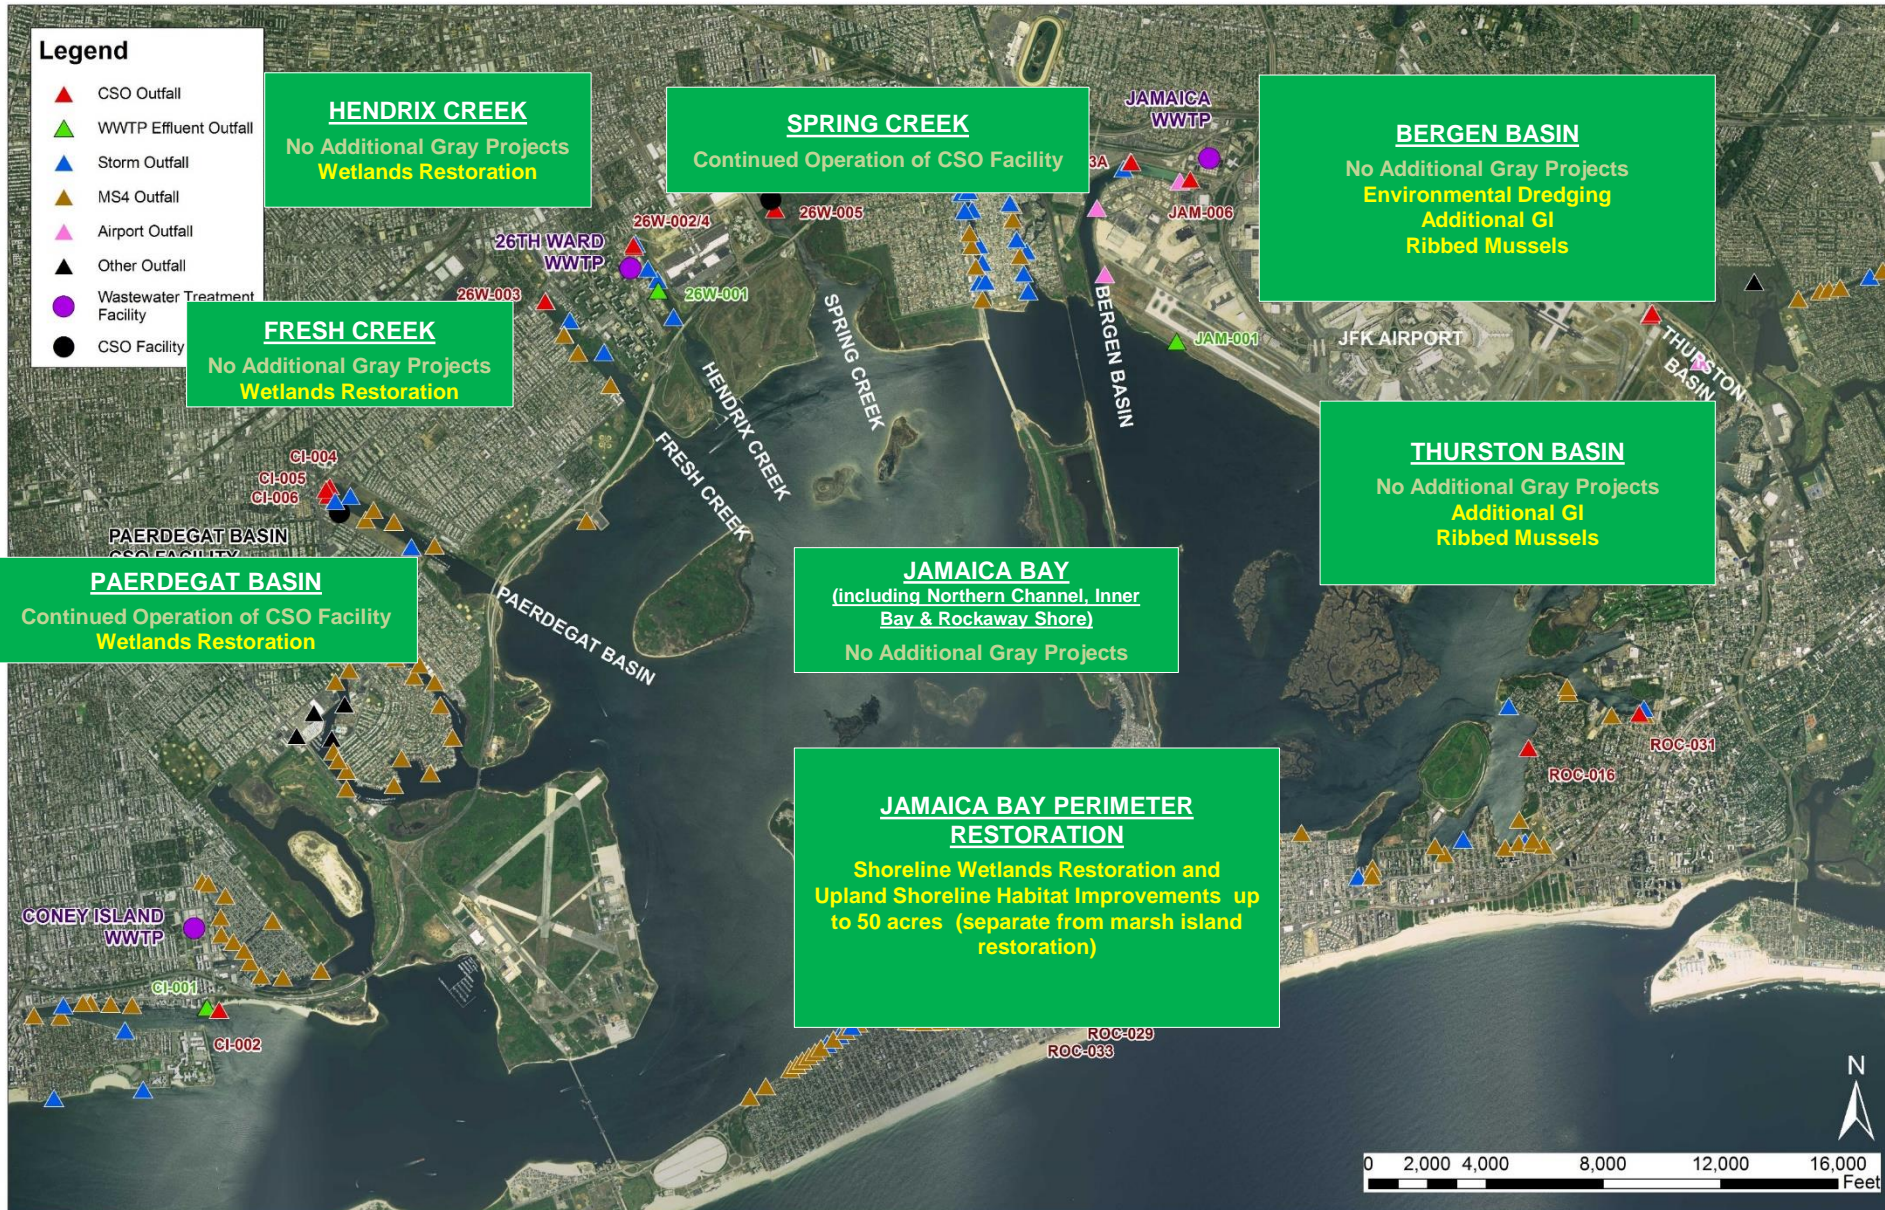 Legend
CSO Outfall
WWTP Effluent Outfall
Storm Outfall
MS4 Outfall
Airport Outfall
Other Outfall
Wastewater Treatment
Facility
CSO Facility
HENDRIX CREEK
No Additional Gray Projects
Wetlands Restoration
SPRING CREEK
Continued Operation of CSO Facility
JAMAICA
WWTP
BERGEN BASIN
No Additional Gray Projects
Environmental Dredging
Additional GI
Ribbed Mussels
3A
JAM-006
26W-005
26W-002/4
26TH WARD
WWTP
26W-001
26W-003
FRESH CREEK
No Additional Gray Projects
Wetlands Restoration
HENDRIX CREEK
SPRING CREEK
FRESH CREEK
BERGEN BASIN
JAM-001
JFK AIRPORT
THURSTON
BASIN
THURSTON BASIN
No Additional Gray Projects
Additional GI
Ribbed Mussels
CI-004
CI-005
CI-006
PAERDEGAT BASIN
CSO FACILITY
PAERDEGAT BASIN
Continued Operation of CSO Facility
Wetlands Restoration
PAERDEGAT BASIN
JAMAICA BAY
(including Northern Channel, Inner
Bay & Rockaway Shore)
No Additional Gray Projects
JAMAICA BAY PERIMETER
RESTORATION
Shoreline Wetlands Restoration and
Upland Shoreline Habitat Improvements up
to 50 acres (separate from marsh island
restoration)
ROC-031
ROC-016
CONEY ISLAND
WWTP
CI-001
CI-002
ROC-029
ROC-033
N
0 2,000 4,000 8,000 12,000 16,000
Feet